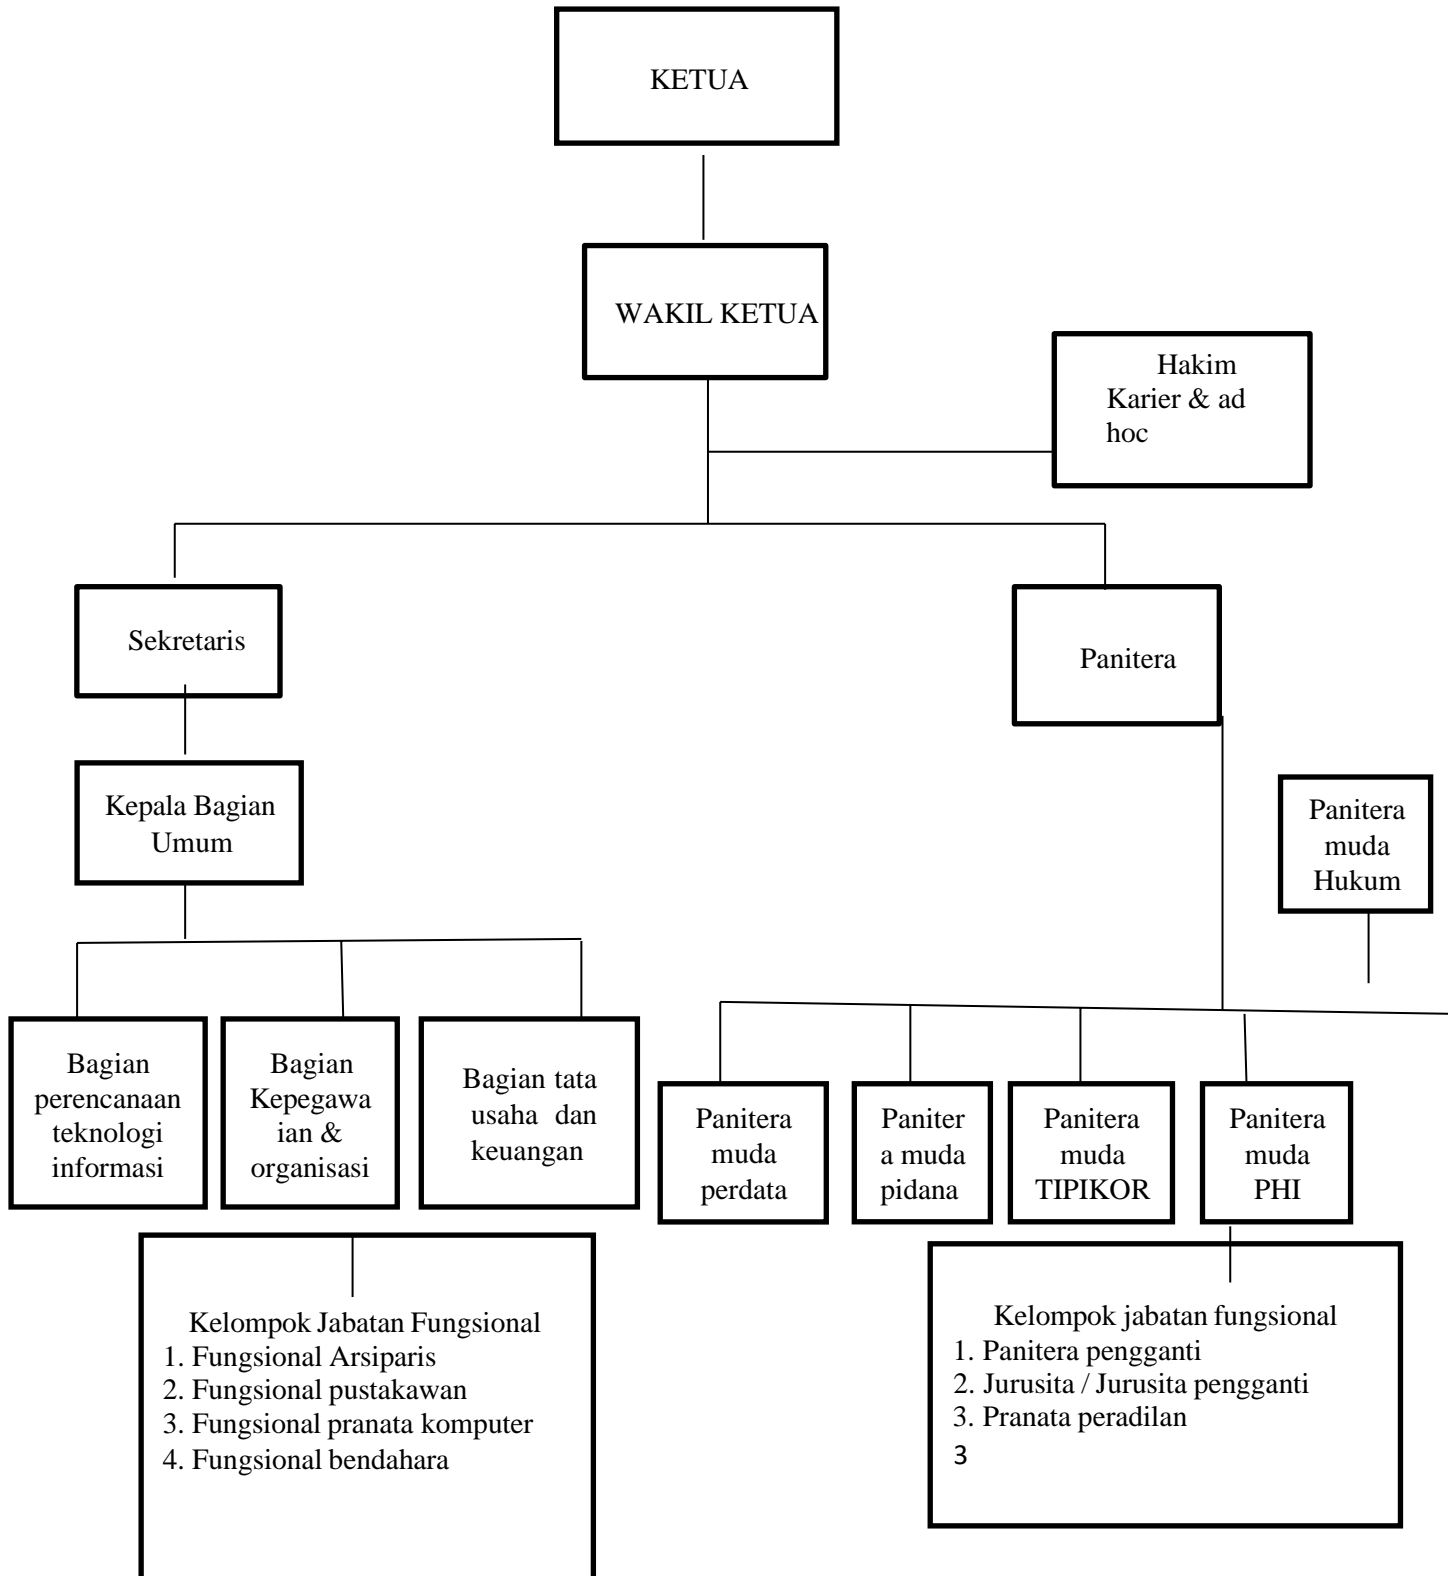 KETUA
WAKIL KETUA
Hakim
Karier & ad
hoc
Sekretaris
Panitera
Kepala Bagian
Umum
Panitera
muda
Hukum
Bagian
perencanaan
teknologi
informasi
Bagian
Kepegawa
ian &
organisasi
Bagian tata
usaha dan
keuangan
Panitera
muda
perdata
Paniter
a muda
pidana
Panitera
muda
TIPIKOR
Panitera
muda
PHI
Kelompok Jabatan Fungsional
1. Fungsional Arsiparis
2. Fungsional pustakawan
3. Fungsional pranata komputer
4. Fungsional bendahara
Kelompok jabatan fungsional
1. Panitera pengganti
2. Jurusita / Jurusita pengganti
3. Pranata peradilan
3